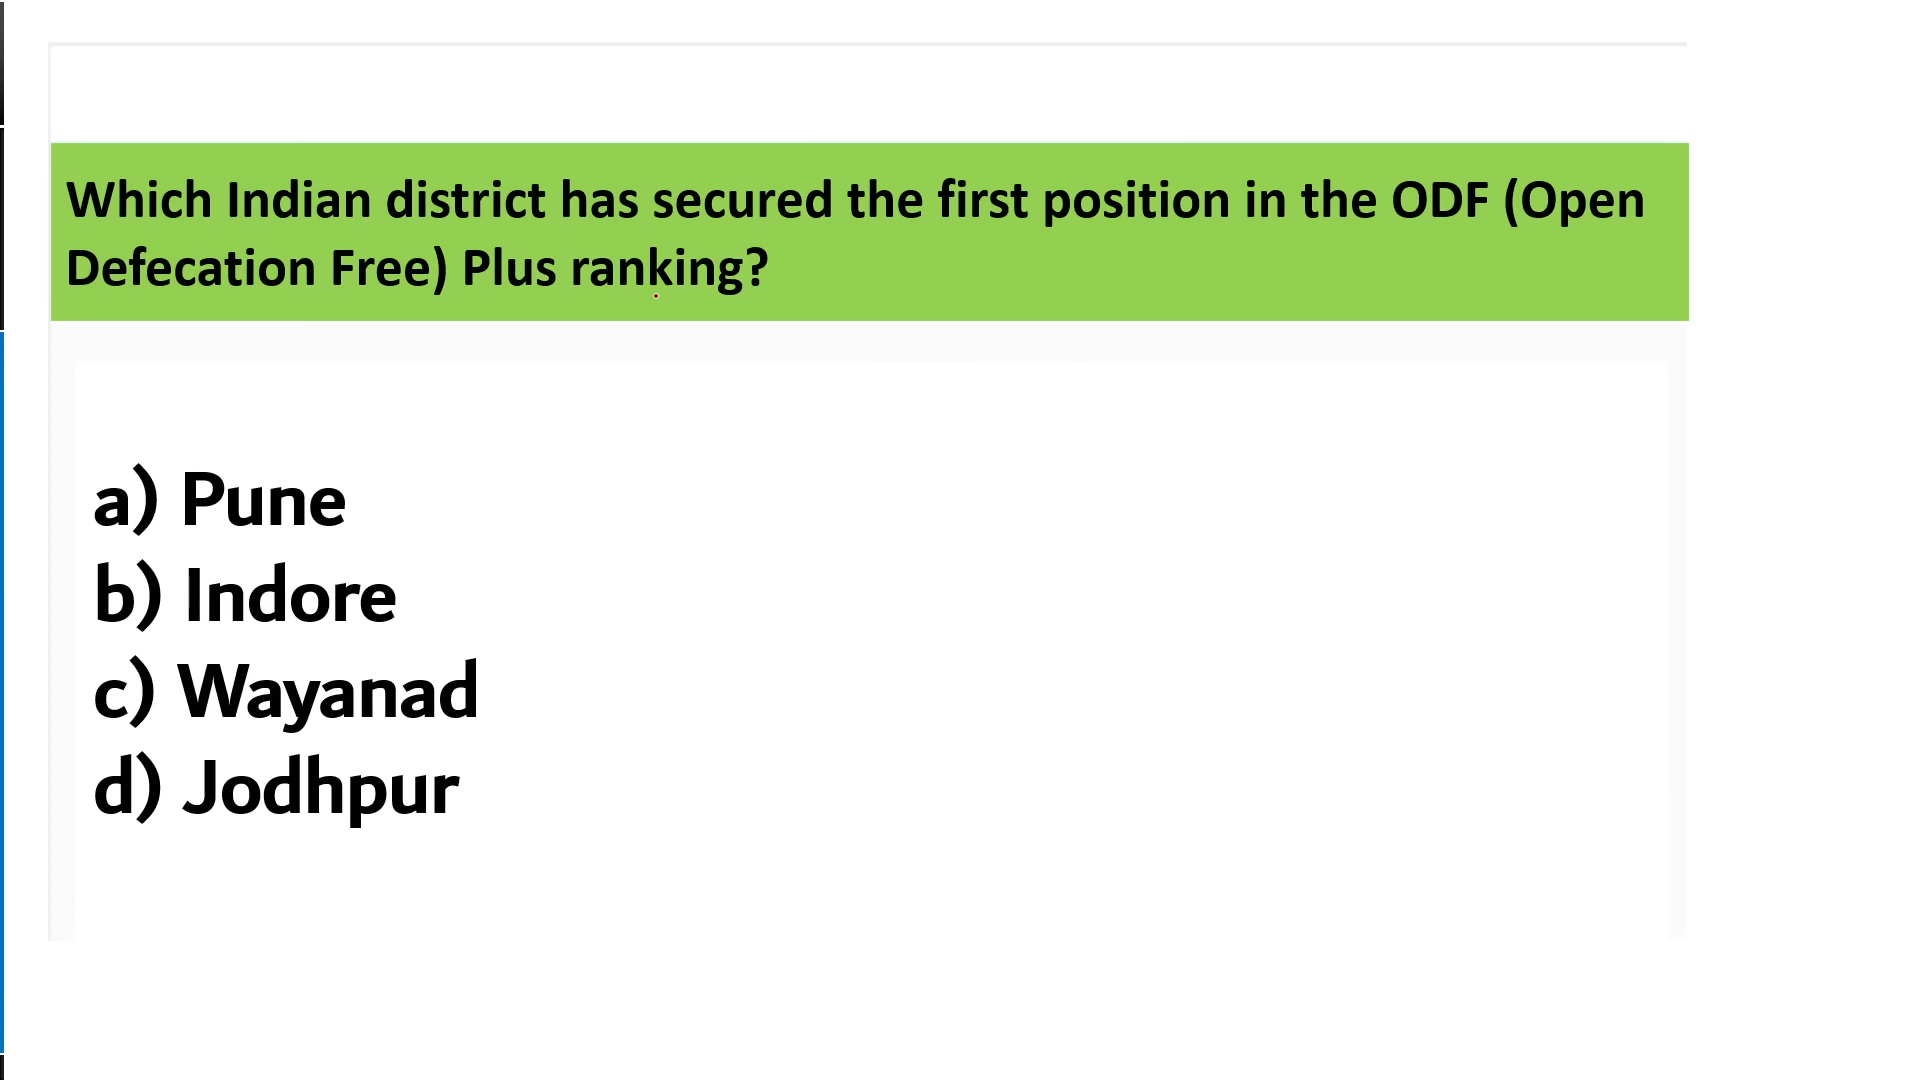 Which Indian district has secured the first position in the ODF (Open
Defecation Free) Plus ranking?
a) Pune
b) Indore
c) Wayanad
d) Jodhpur